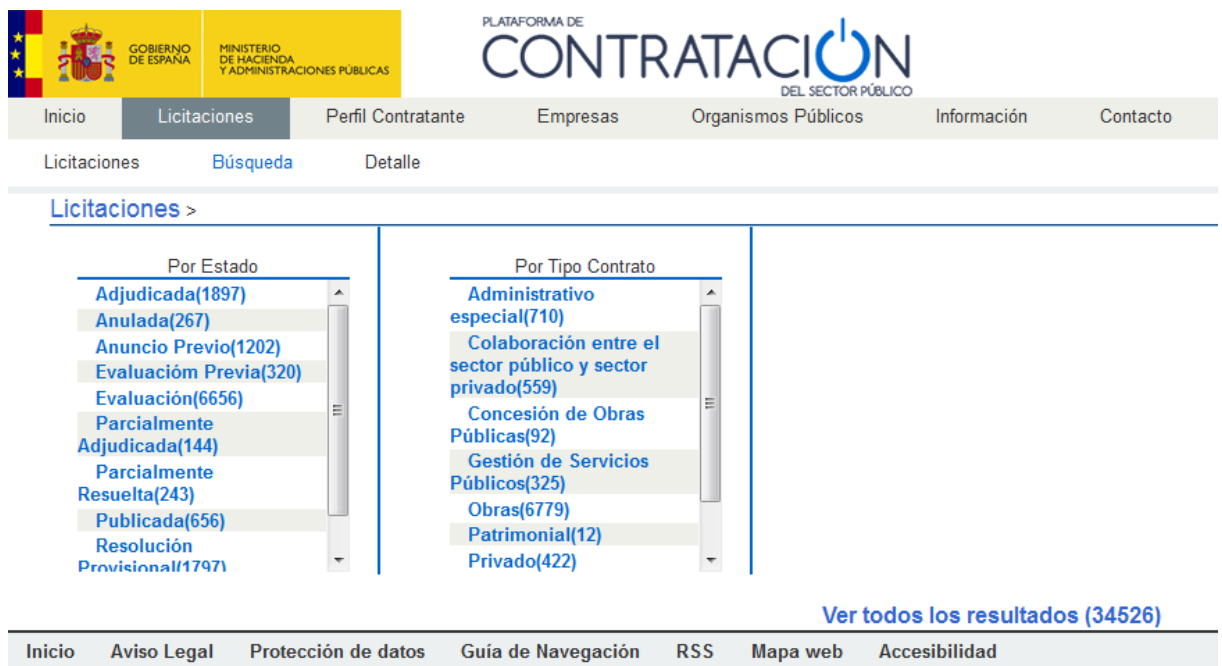 GOBIERNO
DE ESPAÑA
MINISTERIO
DE HACIENDA
Y ADMINISTRACIONES PÚBLICAS
PLATAFORMA DE
CONTRATACIÓN
DEL SECTOR PÚBLICO
Inicio Licitaciones Perfil Contratante Empresas Organismos Públicos Información Contacto
Licitaciones Búsqueda Detalle
Licitaciones >
Por Estado
Adjudicada(1897)
Anulada(267)
Anuncio Previo(1202)
Evaluacióm Previa(320)
Evaluación(6656)
Parcialmente
Adjudicada(144)
Parcialmente
Resuelta(243)
Publicada(656)
Resolución
Provisional(1797)
Por Tipo Contrato
Administrativo
especial(710)
Colaboración entre el
sector público y sector
privado(559)
Concesión de Obras
Públicas(92)
Gestión de Servicios
Públicos(325)
Obras(6779)
Patrimonial(12)
Privado(422)
Ver todos los resultados (34526)
Inicio Aviso Legal Protección de datos Guía de Navegación RSS Mapa web Accesibilidad